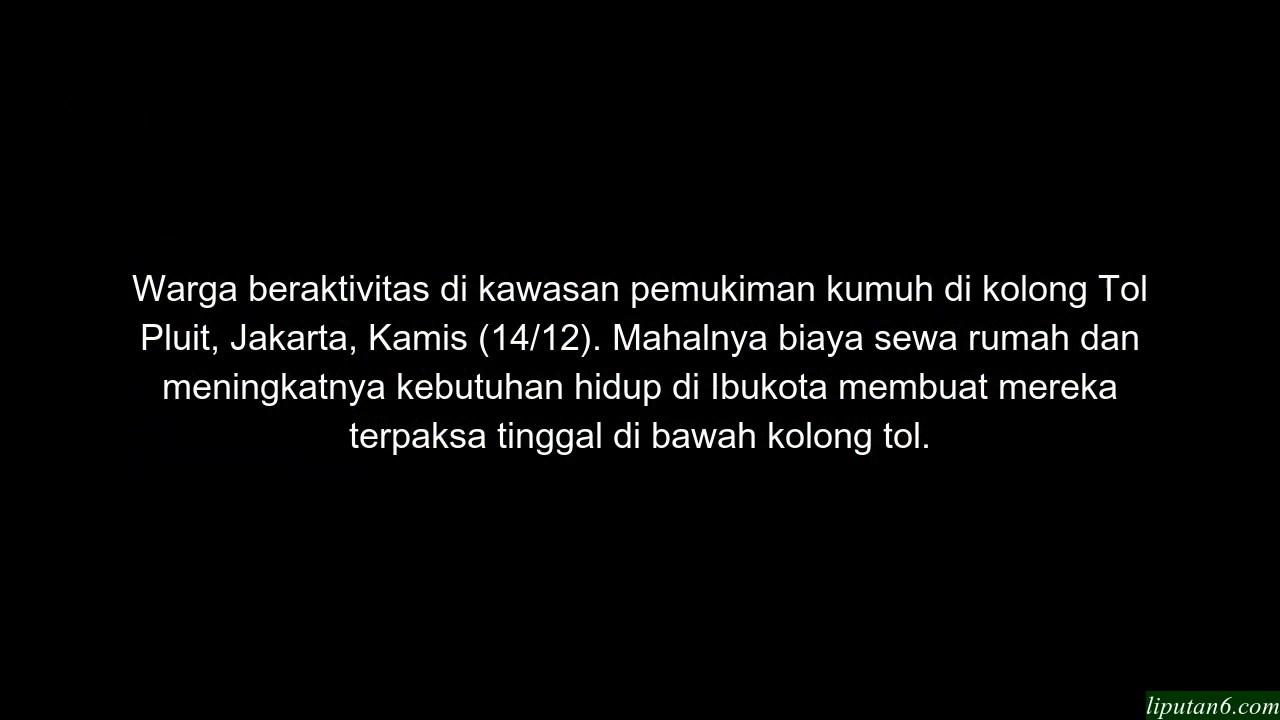 Warga beraktivitas di kawasan pemukiman kumuh di kolong Tol
Pluit, Jakarta, Kamis (14/12). Mahalnya biaya sewa rumah dan
meningkatnya kebutuhan hidup di Ibukota membuat mereka
terpaksa tinggal di bawah kolong tol.
liputan6.com